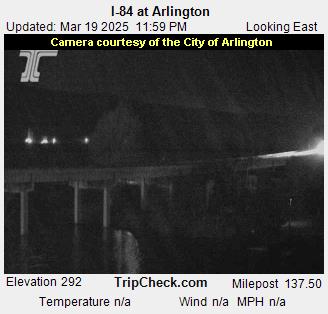 I-84 at Arlington
Updated: Mar 19 2025 11:59 PM Looking East
Camera courtesy of the City of Arlington
Elevation 292 TripCheck.com Milepost 137.50
Temperature n/a Wind n/a MPH n/a